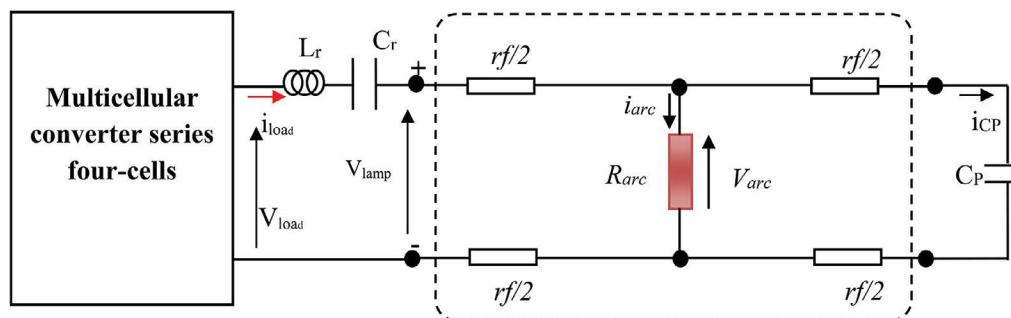 Multicellular
converter series
four-cells
Lr
Cr
iload
Vload
+
Vlamp
-
rf/2
rf/2
iarc
Rarc
Varc
rf/2
rf/2
iCP
CP